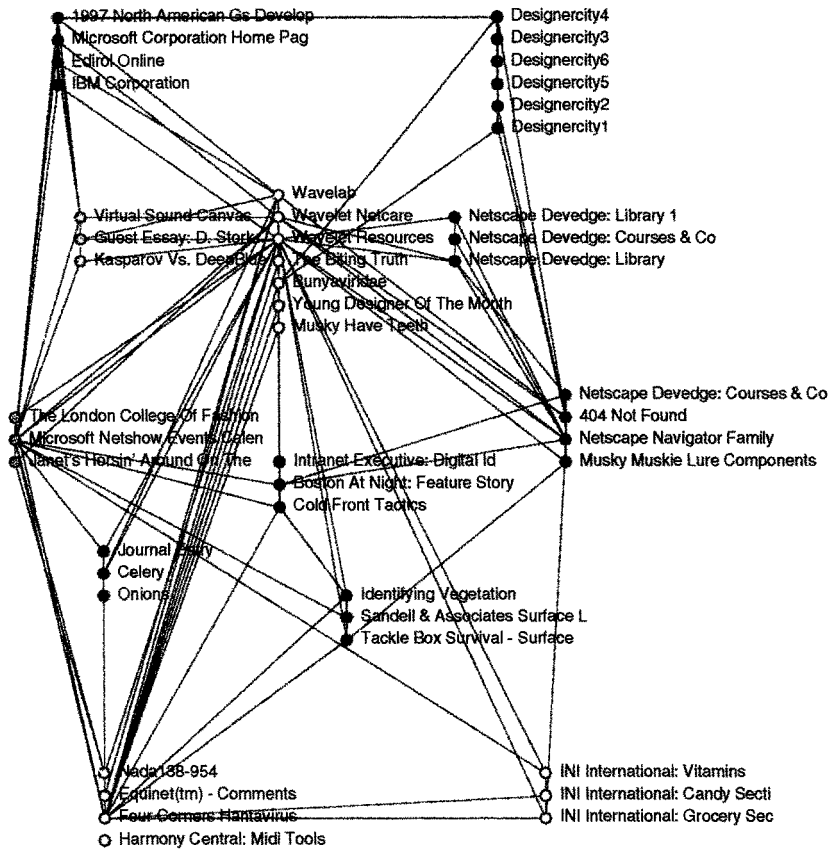 1997 North American Gs Develop
Microsoft Corporation Home Pag
Edirol Online
IBM Corporation
Designercity4
Designercity3
Designercity6
Designercity5
Designercity2
Designercity1
Wavelab
Wavelet Netcare
Wavelet Resources
The Biting Truth
Bunyaviridae
Young Designer Of The Month
Musky Have Teeth
Virtual Sound Canvas
Guest Essay: D. Stork
Kasparov Vs. DeepBlue
Netscape Devedge: Library 1
Netscape Devedge: Courses & Co
Netscape Devedge: Library
Netscape Devedge: Courses & Co
404 Not Found
Netscape Navigator Family
Musky Muskie Lure Components
The London College Of Fashion
Microsoft Netshow Events Calen
Janet's Horsin' Around On The
Intranet Executive: Digital Id
Boston At Night: Feature Story
Cold Front Tactics
Journal Entry
Celery
Onions
Identifying Vegetation
Sandell & Associates Surface L
Tackle Box Survival - Surface
Nada138-954
Equinet(tm) - Comments
Four Corners Hantavirus
Harmony Central: Midi Tools
INI International: Vitamins
INI International: Candy Secti
INI International: Grocery Sec